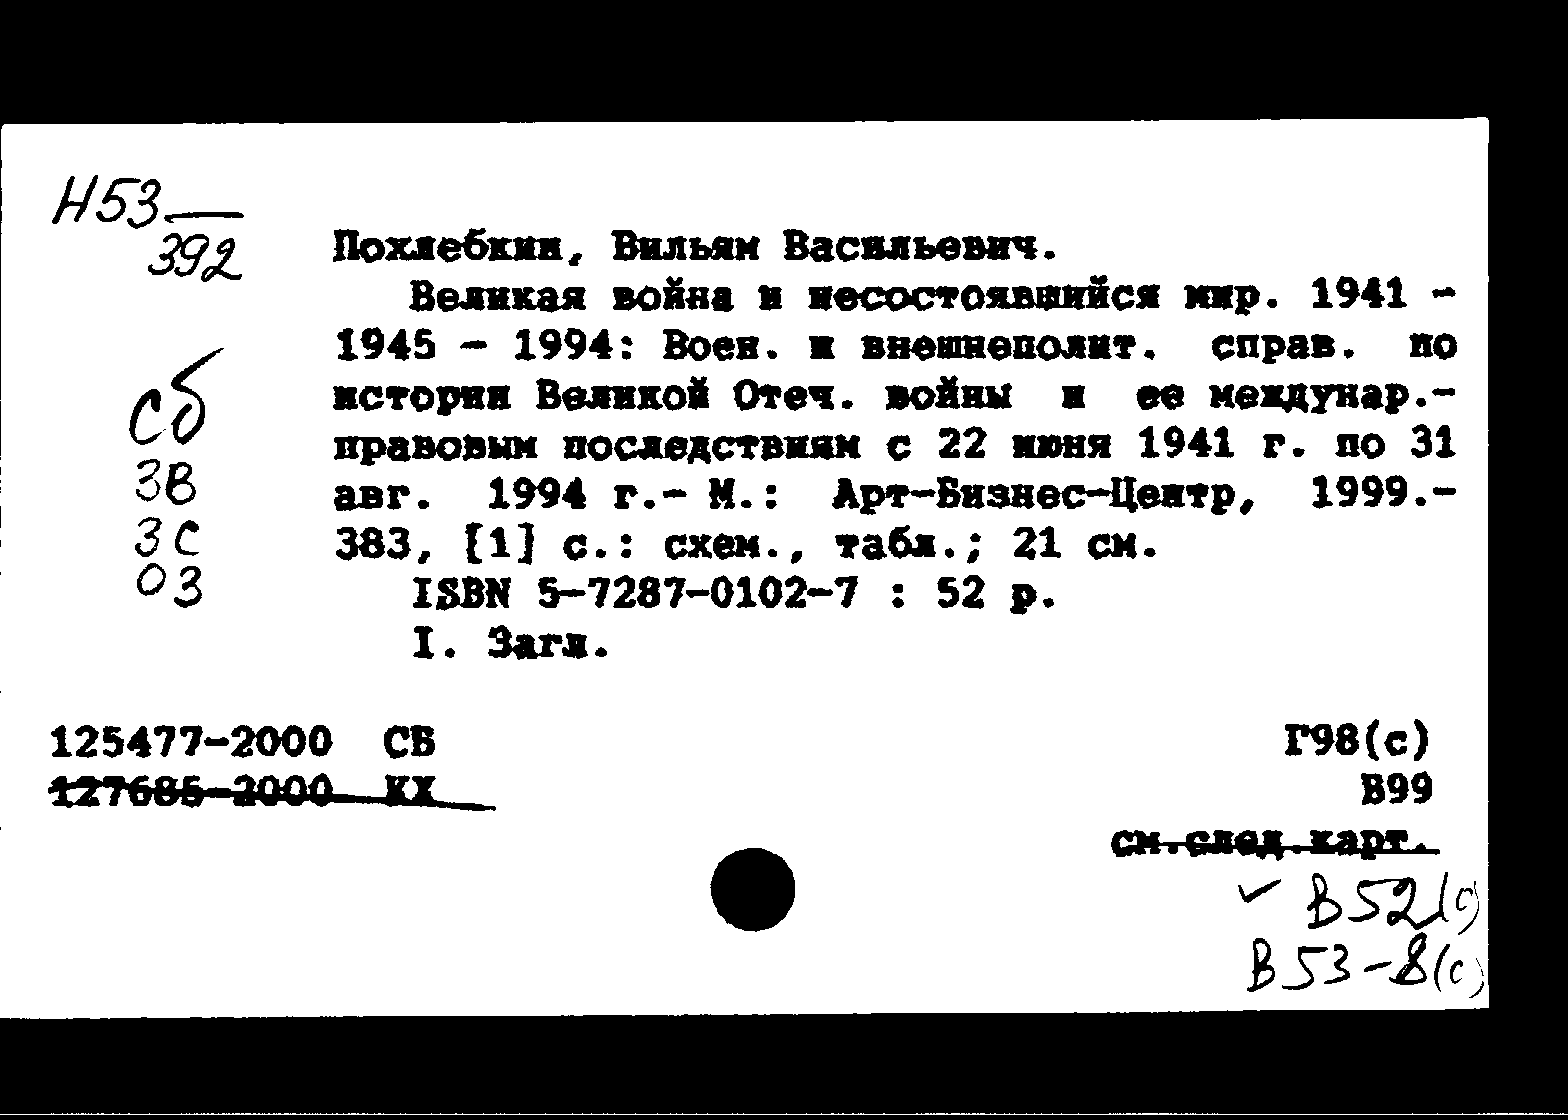 Н53
392
Похлебкин, Вильям Васильевич.
Великая война и несостоявшийся мир. 1941 -
1945 - 1994: Воен. и внешнеполит. справ. по
истории Великой Отеч. войны и ее междунар.-
правовым последствиям с 22 июня 1941 г. по 31
авг. 1994 г.- М.: Арт-Бизнес-Центр, 1999.-
383, [1] с.: схем., табл.; 21 см.
ISBN 5-7287-0102-7 : 52 р.
I. Загл.
сб
3В
3С
03
125477-2000 СБ
127685-2000 КХ
Г98(с)
В99
см.след.карт.
В52(с)
В53-8(с)